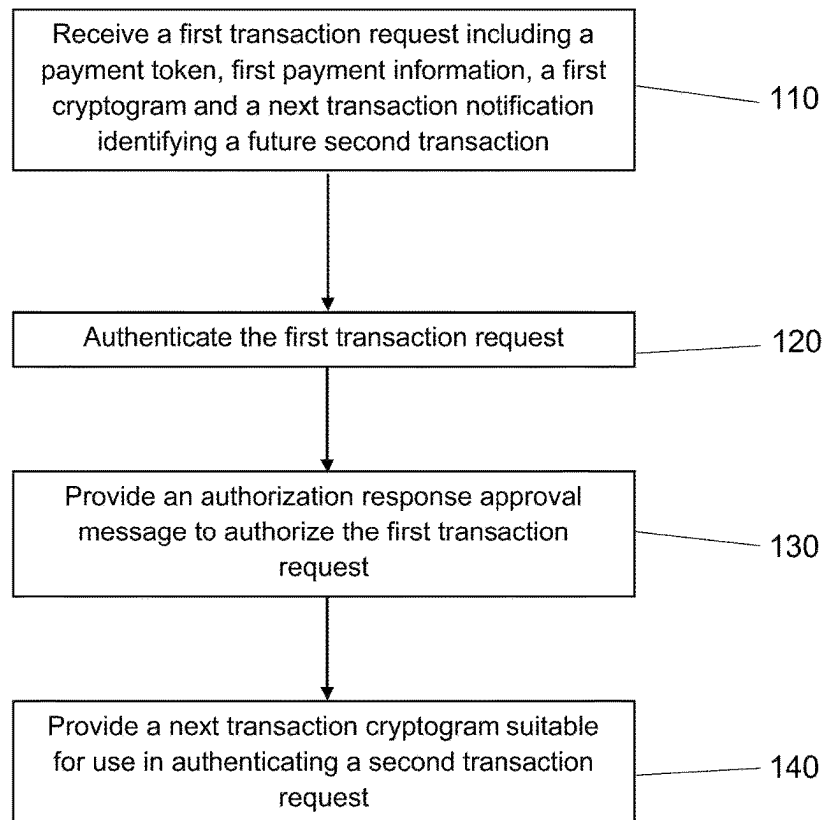 Receive a first transaction request including a
payment token, first payment information, a first
cryptogram and a next transaction notification
identifying a future second transaction
110
Authenticate the first transaction request
120
Provide an authorization response approval
message to authorize the first transaction
request
130
Provide a next transaction cryptogram suitable
for use in authenticating a second transaction
request
140